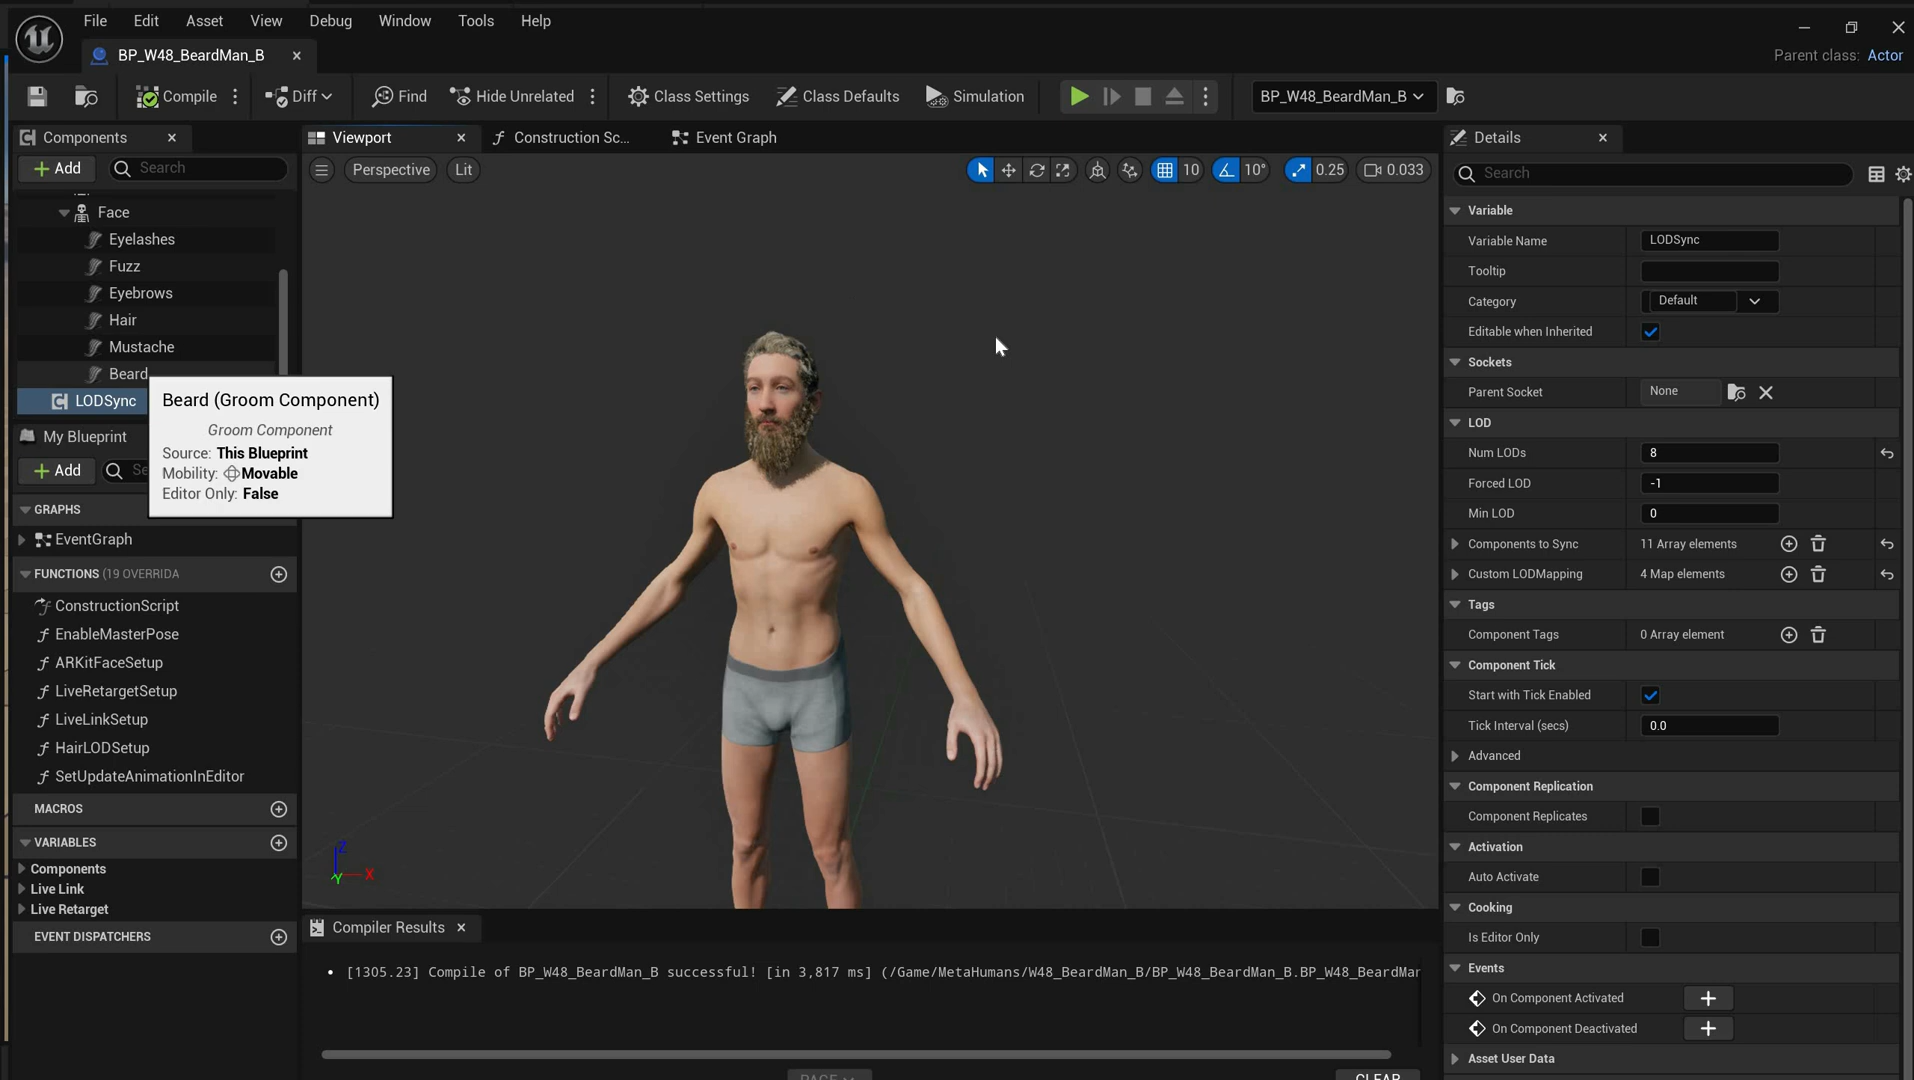 File Edit Asset View Debug Window Tools Help
BP_W48_BeardMan_B
Parent class: Actor
Compile Diff Find Hide Unrelated Class Settings Class Defaults Simulation BP_W48_BeardMan_B
Components
Add Search
Face
Eyelashes
Fuzz
Eyebrows
Hair
Mustache
Beard
LODSync
Beard (Groom Component)
Groom Component
Source: This Blueprint
Mobility: Movable
Editor Only: False
My Blueprint
Add Se
GRAPHS
EventGraph
FUNCTIONS (19 OVERRIDA
ConstructionScript
EnableMasterPose
ARKitFaceSetup
LiveRetargetSetup
LiveLinkSetup
HairLODSetup
SetUpdateAnimationInEditor
MACROS
VARIABLES
Components
Live Link
Live Retarget
EVENT DISPATCHERS
Viewport Construction Sc... Event Graph
Perspective Lit 10 10° 0.25 0.033
Z
X
Y
Compiler Results
[1305.23] Compile of BP_W48_BeardMan_B successful! [in 3,817 ms] (/Game/MetaHumans/W48_BeardMan_B/BP_W48_BeardMan_B.BP_W48_BeardMan
PAGE CLEAR
Details
Search
Variable
Variable Name LODSync
Tooltip
Category Default
Editable when Inherited
Sockets
Parent Socket None
LOD
Num LODs 8
Forced LOD -1
Min LOD 0
Components to Sync 11 Array elements
Custom LODMapping 4 Map elements
Tags
Component Tags 0 Array element
Component Tick
Start with Tick Enabled
Tick Interval (secs) 0.0
Advanced
Component Replication
Component Replicates
Activation
Auto Activate
Cooking
Is Editor Only
Events
On Component Activated
On Component Deactivated
Asset User Data